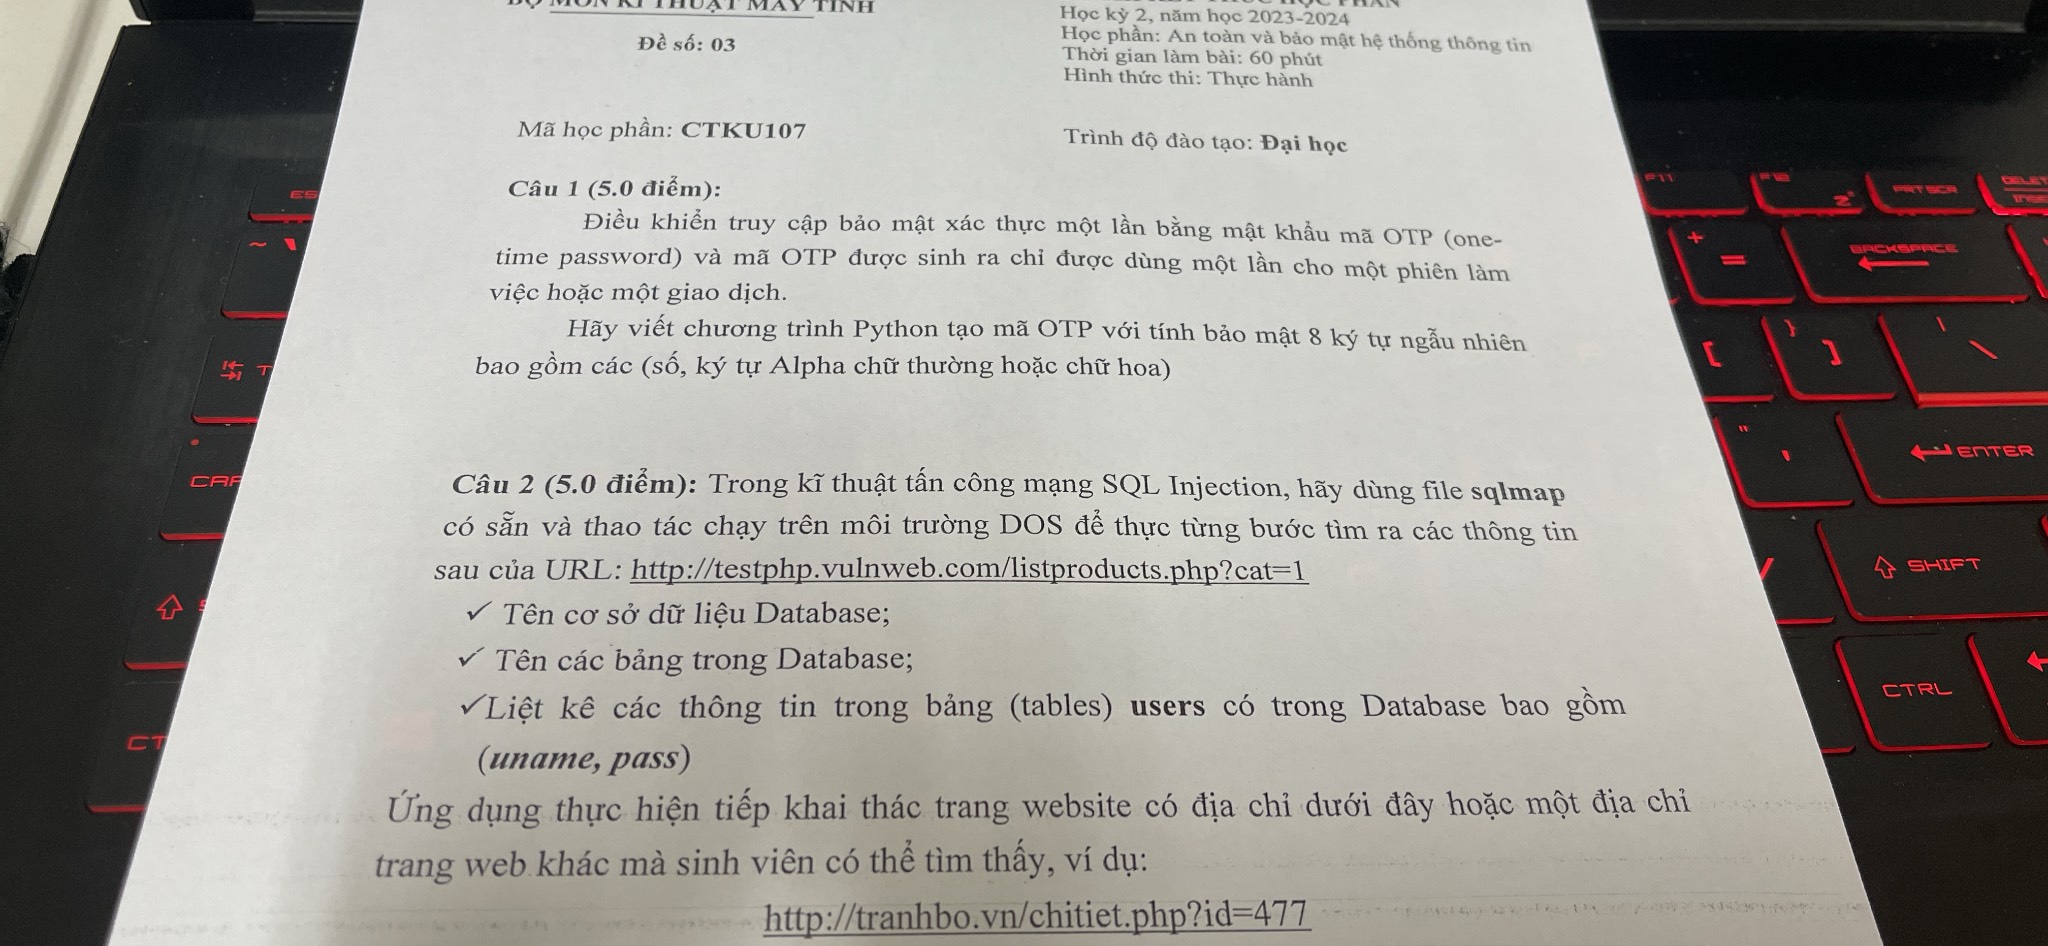 BỘ MÔN KĨ THUẬT MÁY TÍNH
Đề số: 03
Học kỳ 2, năm học 2023-2024
Học phần: An toàn và bảo mật hệ thống thông tin
Thời gian làm bài: 60 phút
Hình thức thi: Thực hành
Mã học phần: CTKU107
Trình độ đào tạo: Đại học
Câu 1 (5.0 điểm):
Điều khiển truy cập bảo mật xác thực một lần bằng mật khẩu mã OTP (one-
time password) và mã OTP được sinh ra chỉ được dùng một lần cho một phiên làm
việc hoặc một giao dịch.
Hãy viết chương trình Python tạo mã OTP với tính bảo mật 8 ký tự ngẫu nhiên
bao gồm các (số, ký tự Alpha chữ thường hoặc chữ hoa)
Câu 2 (5.0 điểm): Trong kĩ thuật tấn công mạng SQL Injection, hãy dùng file sqlmap
có sẵn và thao tác chạy trên môi trường DOS để thực từng bước tìm ra các thông tin
sau của URL: http://testphp.vulnweb.com/listproducts.php?cat=1
✓ Tên cơ sở dữ liệu Database;
✓ Tên các bảng trong Database;
✓Liệt kê các thông tin trong bảng (tables) users có trong Database bao gồm
(uname, pass)
Ứng dụng thực hiện tiếp khai thác trang website có địa chỉ dưới đây hoặc một địa chỉ
trang web khác mà sinh viên có thể tìm thấy, ví dụ:
http://tranhbo.vn/chitiet.php?id=477
ES
~ `
T
CAP
CT
F11
F12
PRT SCR
DELET
+
=
BACKSPACE
{
[
}
]
|
\
"
'
ENTER
SHIFT
CTRL